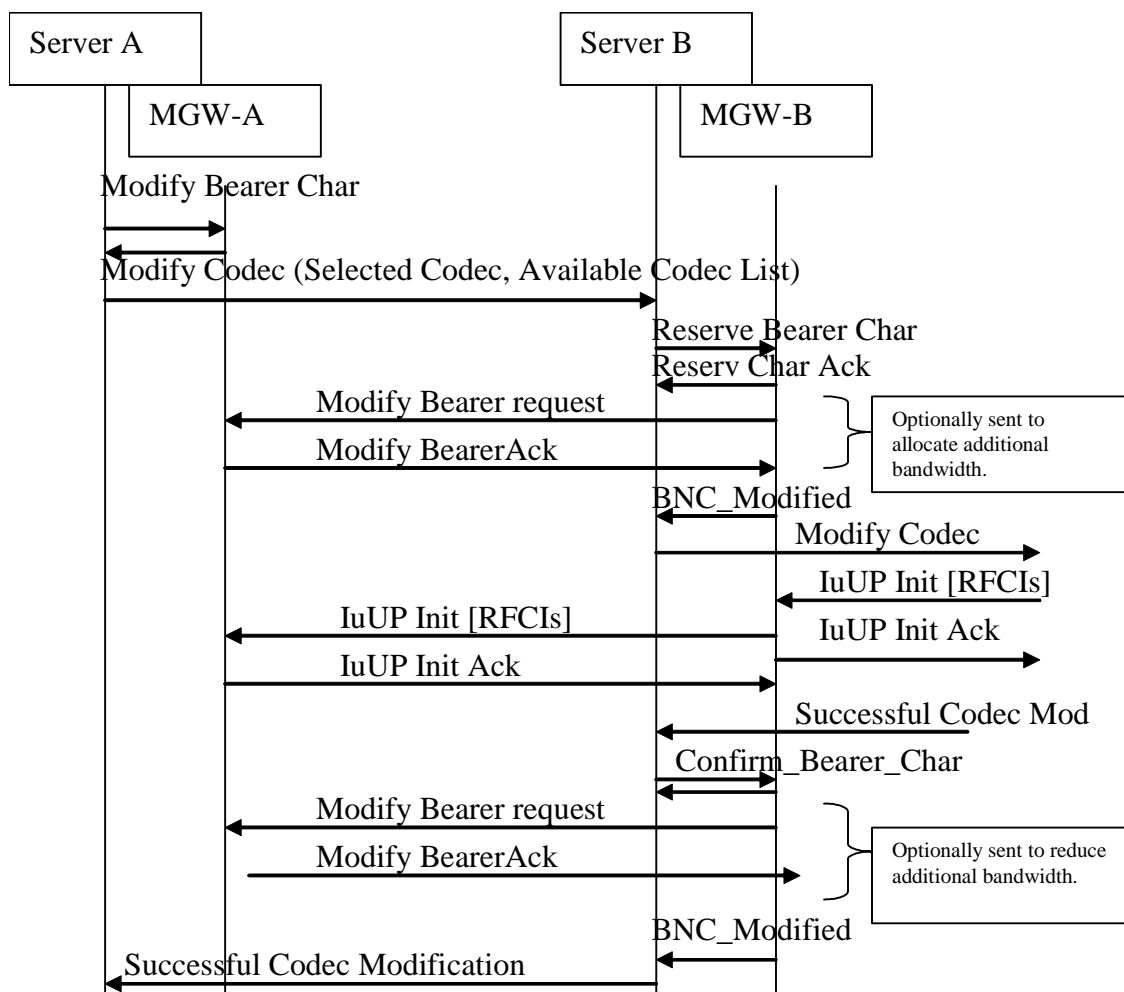 Server A
Server B
MGW-A
MGW-B
Modify Bearer Char
Modify Codec (Selected Codec, Available Codec List)
Reserve Bearer Char
Reserv Char Ack
Modify Bearer request
Optionally sent to
allocate additional
bandwidth.
Modify BearerAck
BNC_Modified
Modify Codec
IuUP Init [RFCIs]
IuUP Init [RFCIs]
IuUP Init Ack
IuUP Init Ack
Successful Codec Mod
Confirm_Bearer_Char
Modify Bearer request
Modify BearerAck
Optionally sent to reduce
additional bandwidth.
BNC_Modified
Successful Codec Modification